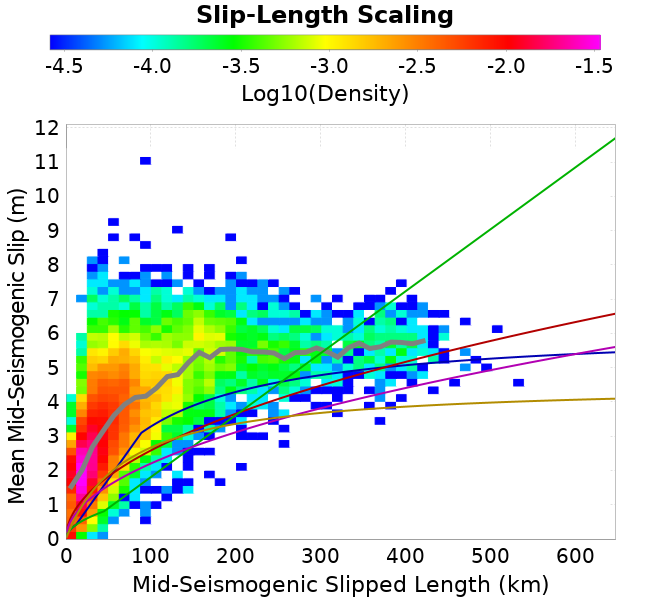 Slip-Length Scaling
-4.5 -4.0 -3.5 -3.0 -2.5 -2.0 -1.5
Log10(Density)
12
11
10
9
8
7
6
5
4
3
2
1
0
Mean Mid-Seismogenic Slip (m)
0 100 200 300 400 500 600
Mid-Seismogenic Slipped Length (km)